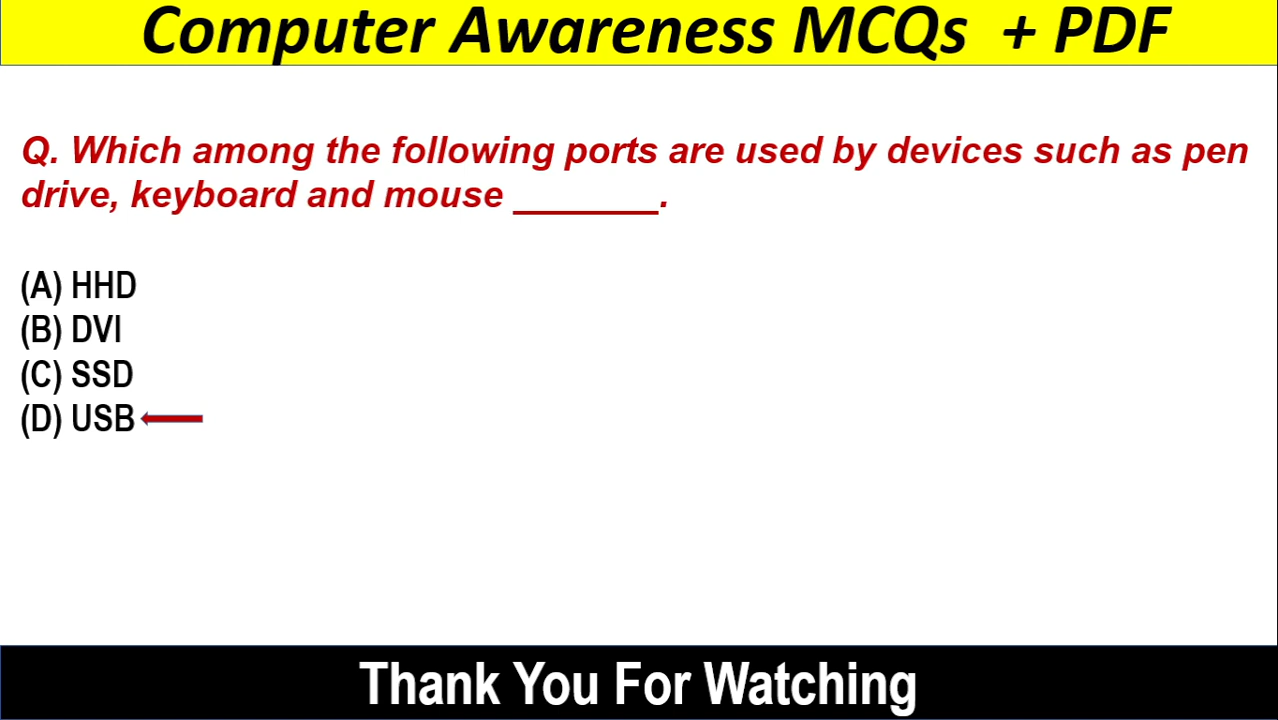 Computer Awareness MCQs + PDF
Q. Which among the following ports are used by devices such as pen
drive, keyboard and mouse _______.
(A) HHD
(B) DVI
(C) SSD
(D) USB
Thank You For Watching